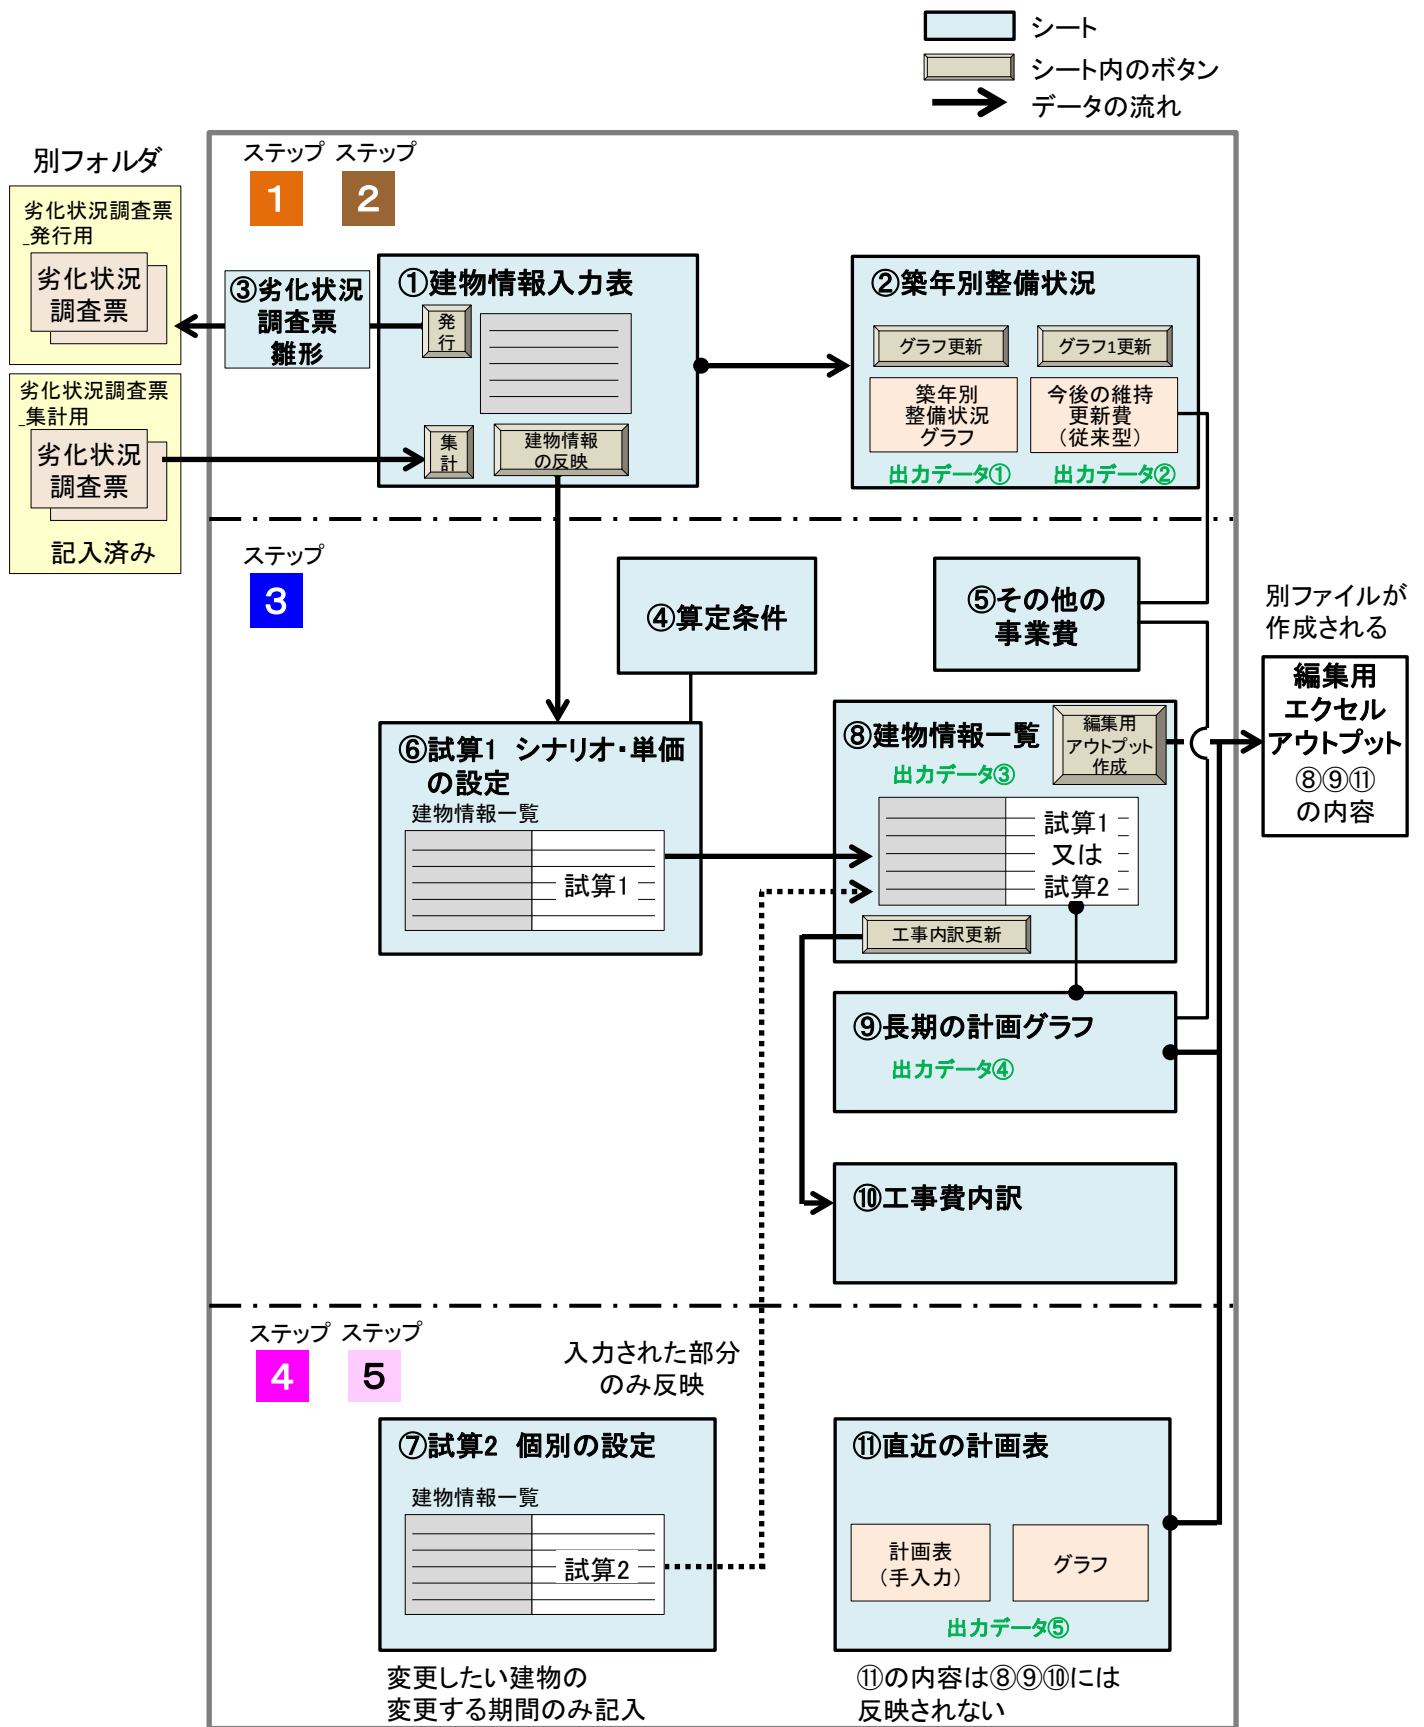 シート
シート内のボタン
データの流れ
別フォルダ
劣化状況調査票
_発行用
劣化状況
調査票
劣化状況調査票
_集計用
劣化状況
調査票
記入済み
ステップ ステップ
1 2
③劣化状況
調査票
雛形
①建物情報入力表
発
行
集
計
建物情報
の反映
②築年別整備状況
グラフ更新
グラフ1更新
築年別
整備状況
グラフ
今後の維持
更新費
（従来型）
出力データ①
出力データ②
ステップ
3
④算定条件
⑤その他の
事業費
⑥試算1 シナリオ・単価
の設定
建物情報一覧
試算1
⑧建物情報一覧
編集用
アウトプット
作成
出力データ③
試算1
又は
試算2
工事内訳更新
⑨長期の計画グラフ
出力データ④
⑩工事費内訳
別ファイルが
作成される
編集用
エクセル
アウトプット
⑧⑨⑪
の内容
ステップ ステップ
4 5
入力された部分
のみ反映
⑦試算2 個別の設定
建物情報一覧
試算2
変更したい建物の
変更する期間のみ記入
⑪直近の計画表
計画表
（手入力）
グラフ
出力データ⑤
⑪の内容は⑧⑨⑩には
反映されない